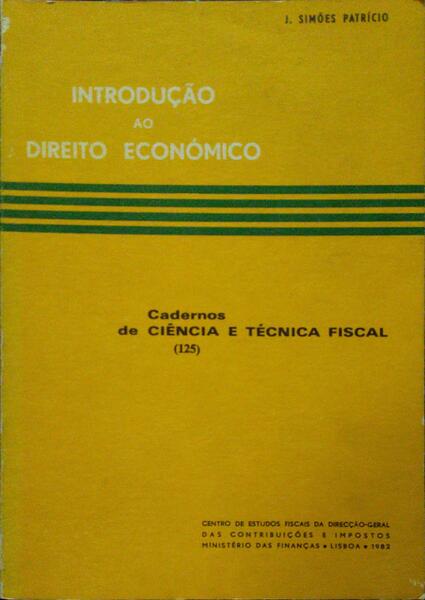 J. SIMÕES PATRÍCIO
INTRODUÇÃO
AO
DIREITO ECONÓMICO
Cadernos
de CIÊNCIA E TÉCNICA FISCAL
(125)
CENTRO DE ESTUDOS FISCAIS DA DIRECÇÃO-GERAL
DAS CONTRIBUIÇÕES E IMPOSTOS
MINISTÉRIO DAS FINANÇAS • LISBOA • 1982